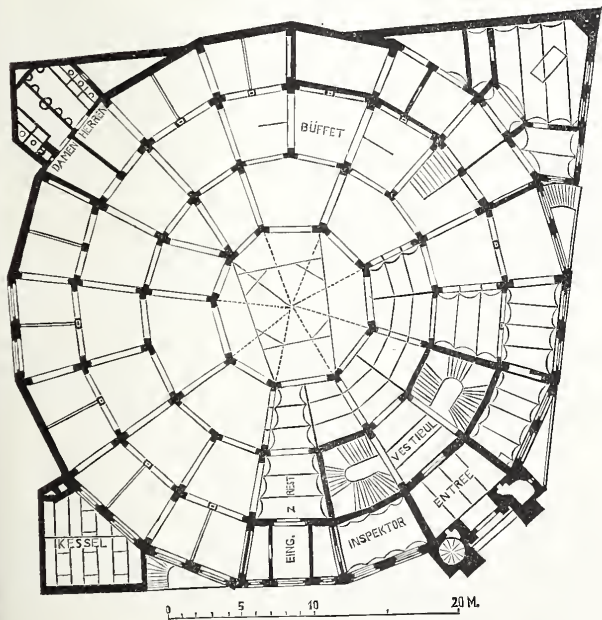 HERREN
DAMEN
BÜFFET
VESTIBUL
ENTREE
INSPEKTOR
EING.
Z. REST
KESSEL
0 5 10 20 M.